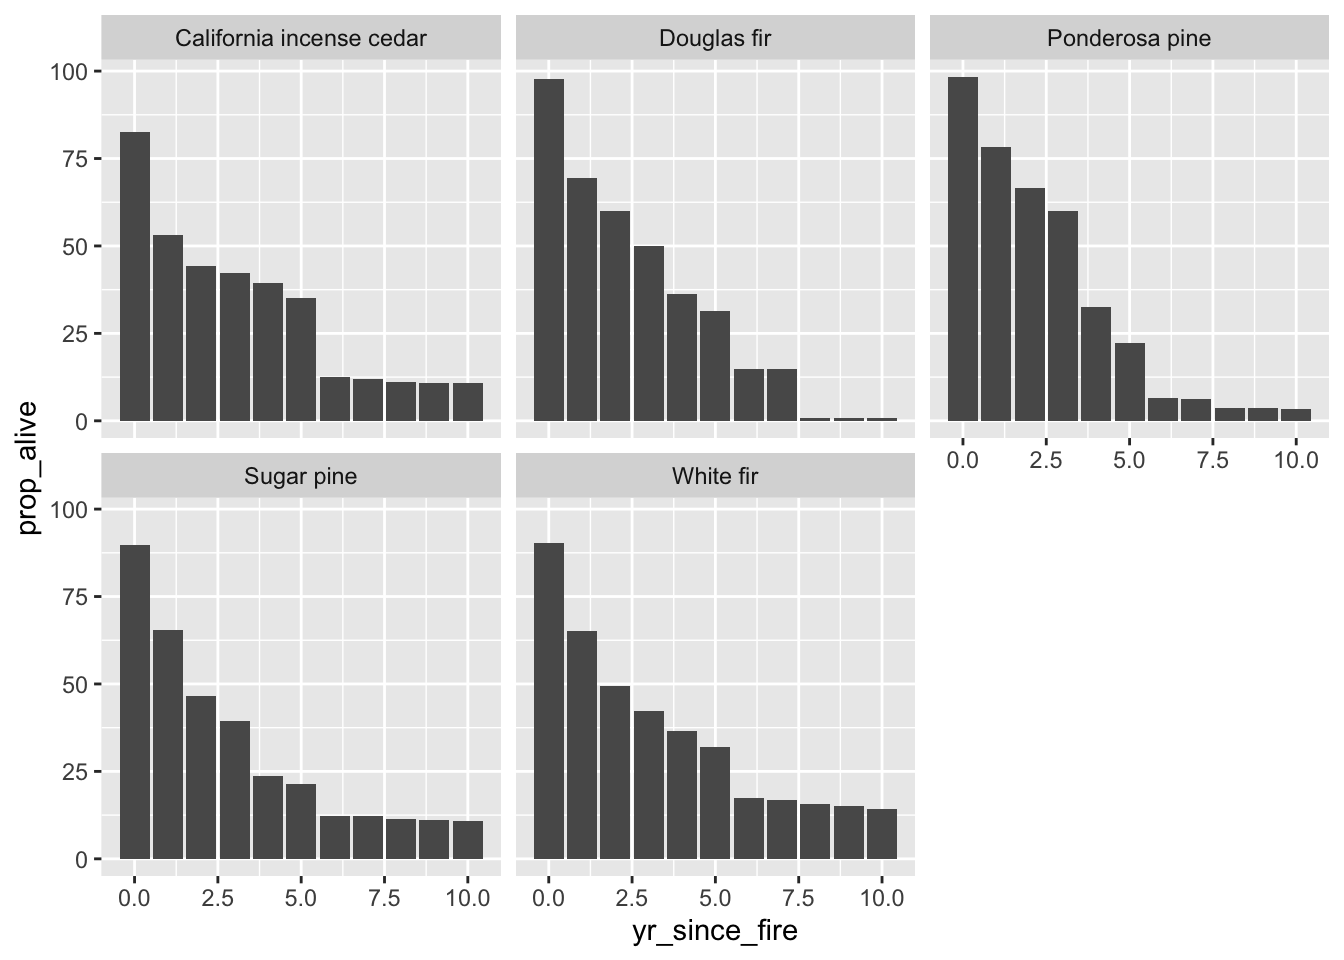 California incense cedar
Douglas fir
Ponderosa pine
100
75
50
25
0
0.0 2.5 5.0 7.5 10.0
prop_alive
Sugar pine
White fir
100
75
50
25
0
0.0 2.5 5.0 7.5 10.0
0.0 2.5 5.0 7.5 10.0
yr_since_fire